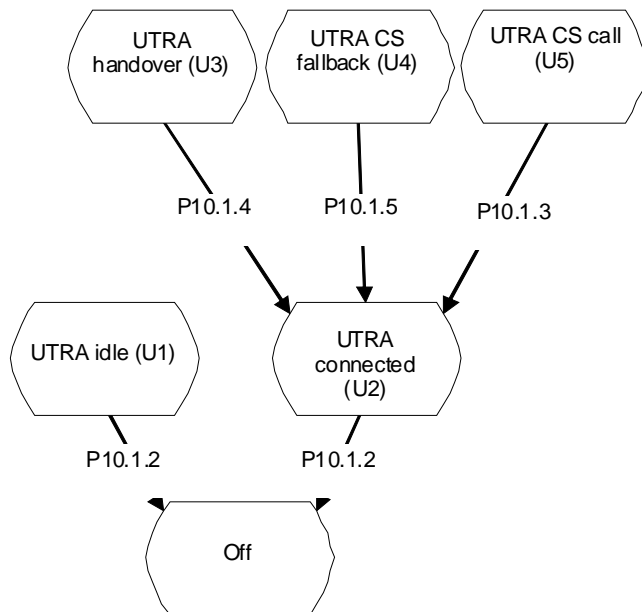 UTRA
handover (U3)
UTRA CS
fallback (U4)
UTRA CS call
(U5)
P10.1.4
P10.1.5
P10.1.3
UTRA idle (U1)
UTRA
connected
(U2)
P10.1.2
P10.1.2
Off